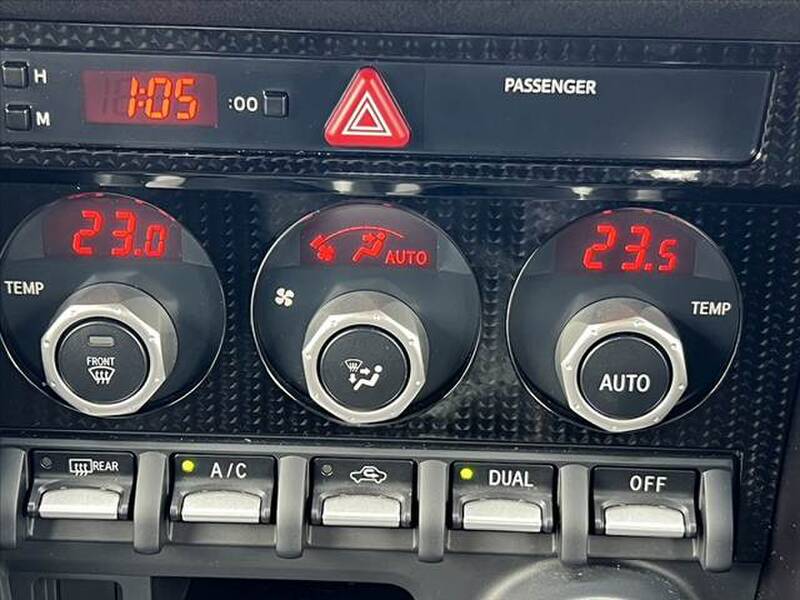 H
1:05
:00
PASSENGER
M
23.0
AUTO
23.5
TEMP
TEMP
FRONT
AUTO
REAR
A/C
DUAL
OFF